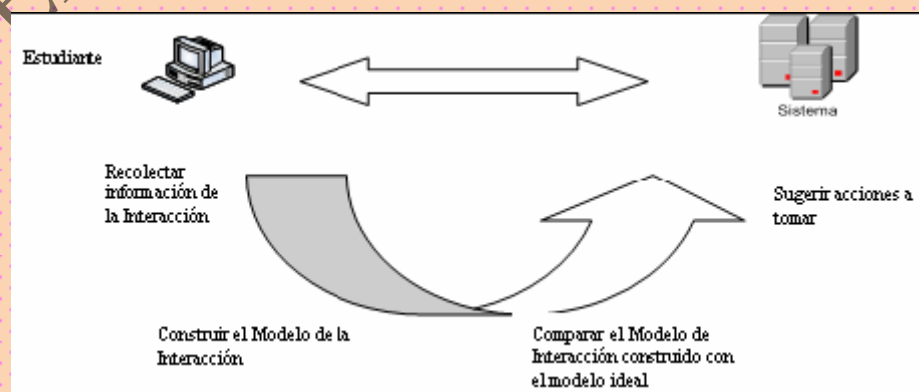 Estudiante
Sistema
Recolectar
información de
la Interacción
Sugerir acciones a
tomar
Construir el Modelo de la
Interacción
Comparar el Modelo de
Interacción construido con
el modelo ideal